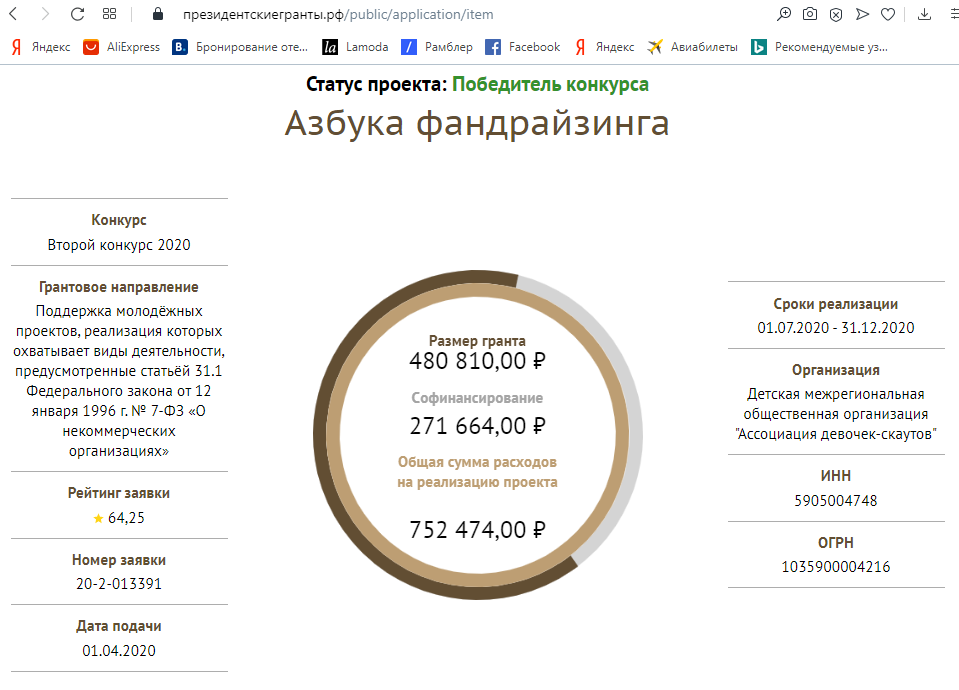 президентскиегранты.рф/public/application/item
Яндекс AliExpress Бронирование оте... Lamoda Рамблер Facebook Яндекс Авиабилеты Рекомендуемые уз...
Статус проекта: Победитель конкурса
Азбука фандрайзинга
Конкурс
Второй конкурс 2020
Грантовое направление
Поддержка молодёжных
проектов, реализация которых
охватывает виды деятельности,
предусмотренные статьёй 31.1
Федерального закона от 12
января 1996 г. № 7-ФЗ «О
некоммерческих
организациях»
Рейтинг заявки
64,25
Номер заявки
20-2-013391
Дата подачи
01.04.2020
Размер гранта
480 810,00 ₽
Софинансирование
271 664,00 ₽
Общая сумма расходов
на реализацию проекта
752 474,00 ₽
Сроки реализации
01.07.2020 - 31.12.2020
Организация
Детская межрегиональная
общественная организация
"Ассоциация девочек-скаутов"
ИНН
5905004748
ОГРН
1035900004216